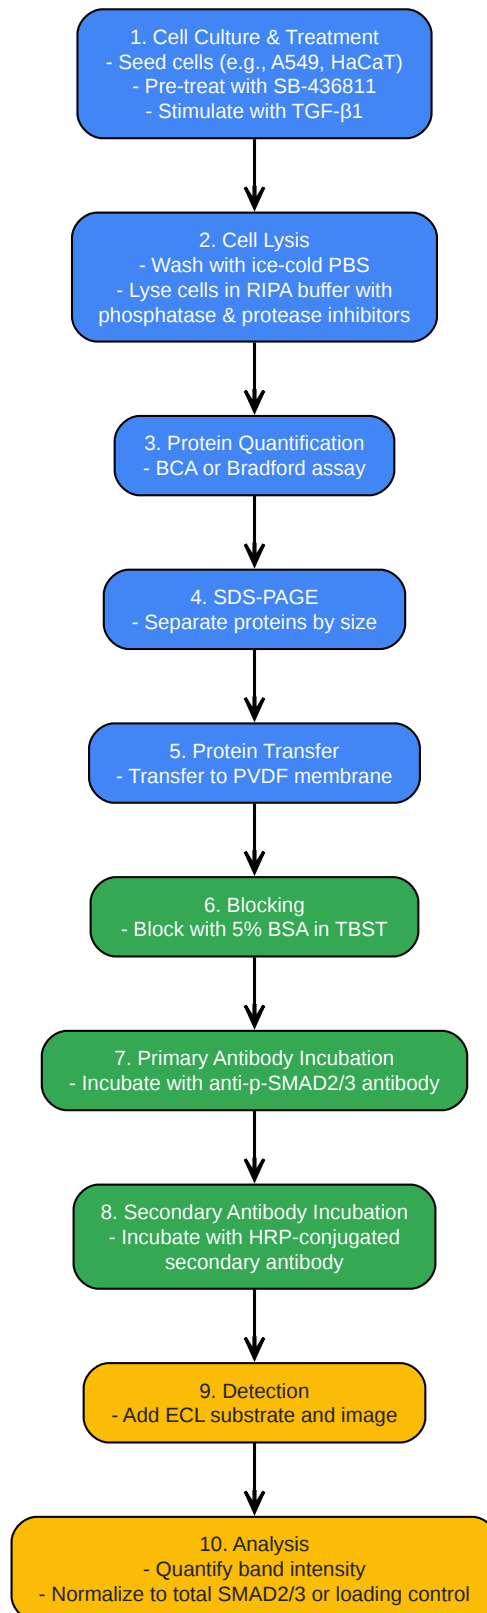 1. Cell Culture & Treatment
- Seed cells (e.g., A549, HaCaT)
- Pre-treat with SB-436811
- Stimulate with TGF-β1
2. Cell Lysis
- Wash with ice-cold PBS
- Lyse cells in RIPA buffer with
phosphatase & protease inhibitors
3. Protein Quantification
- BCA or Bradford assay
4. SDS-PAGE
- Separate proteins by size
5. Protein Transfer
- Transfer to PVDF membrane
6. Blocking
- Block with 5% BSA in TBST
7. Primary Antibody Incubation
- Incubate with anti-p-SMAD2/3 antibody
8. Secondary Antibody Incubation
- Incubate with HRP-conjugated
secondary antibody
9. Detection
- Add ECL substrate and image
10. Analysis
- Quantify band intensity
- Normalize to total SMAD2/3 or loading control